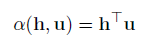 α(h, u) = h⊤u